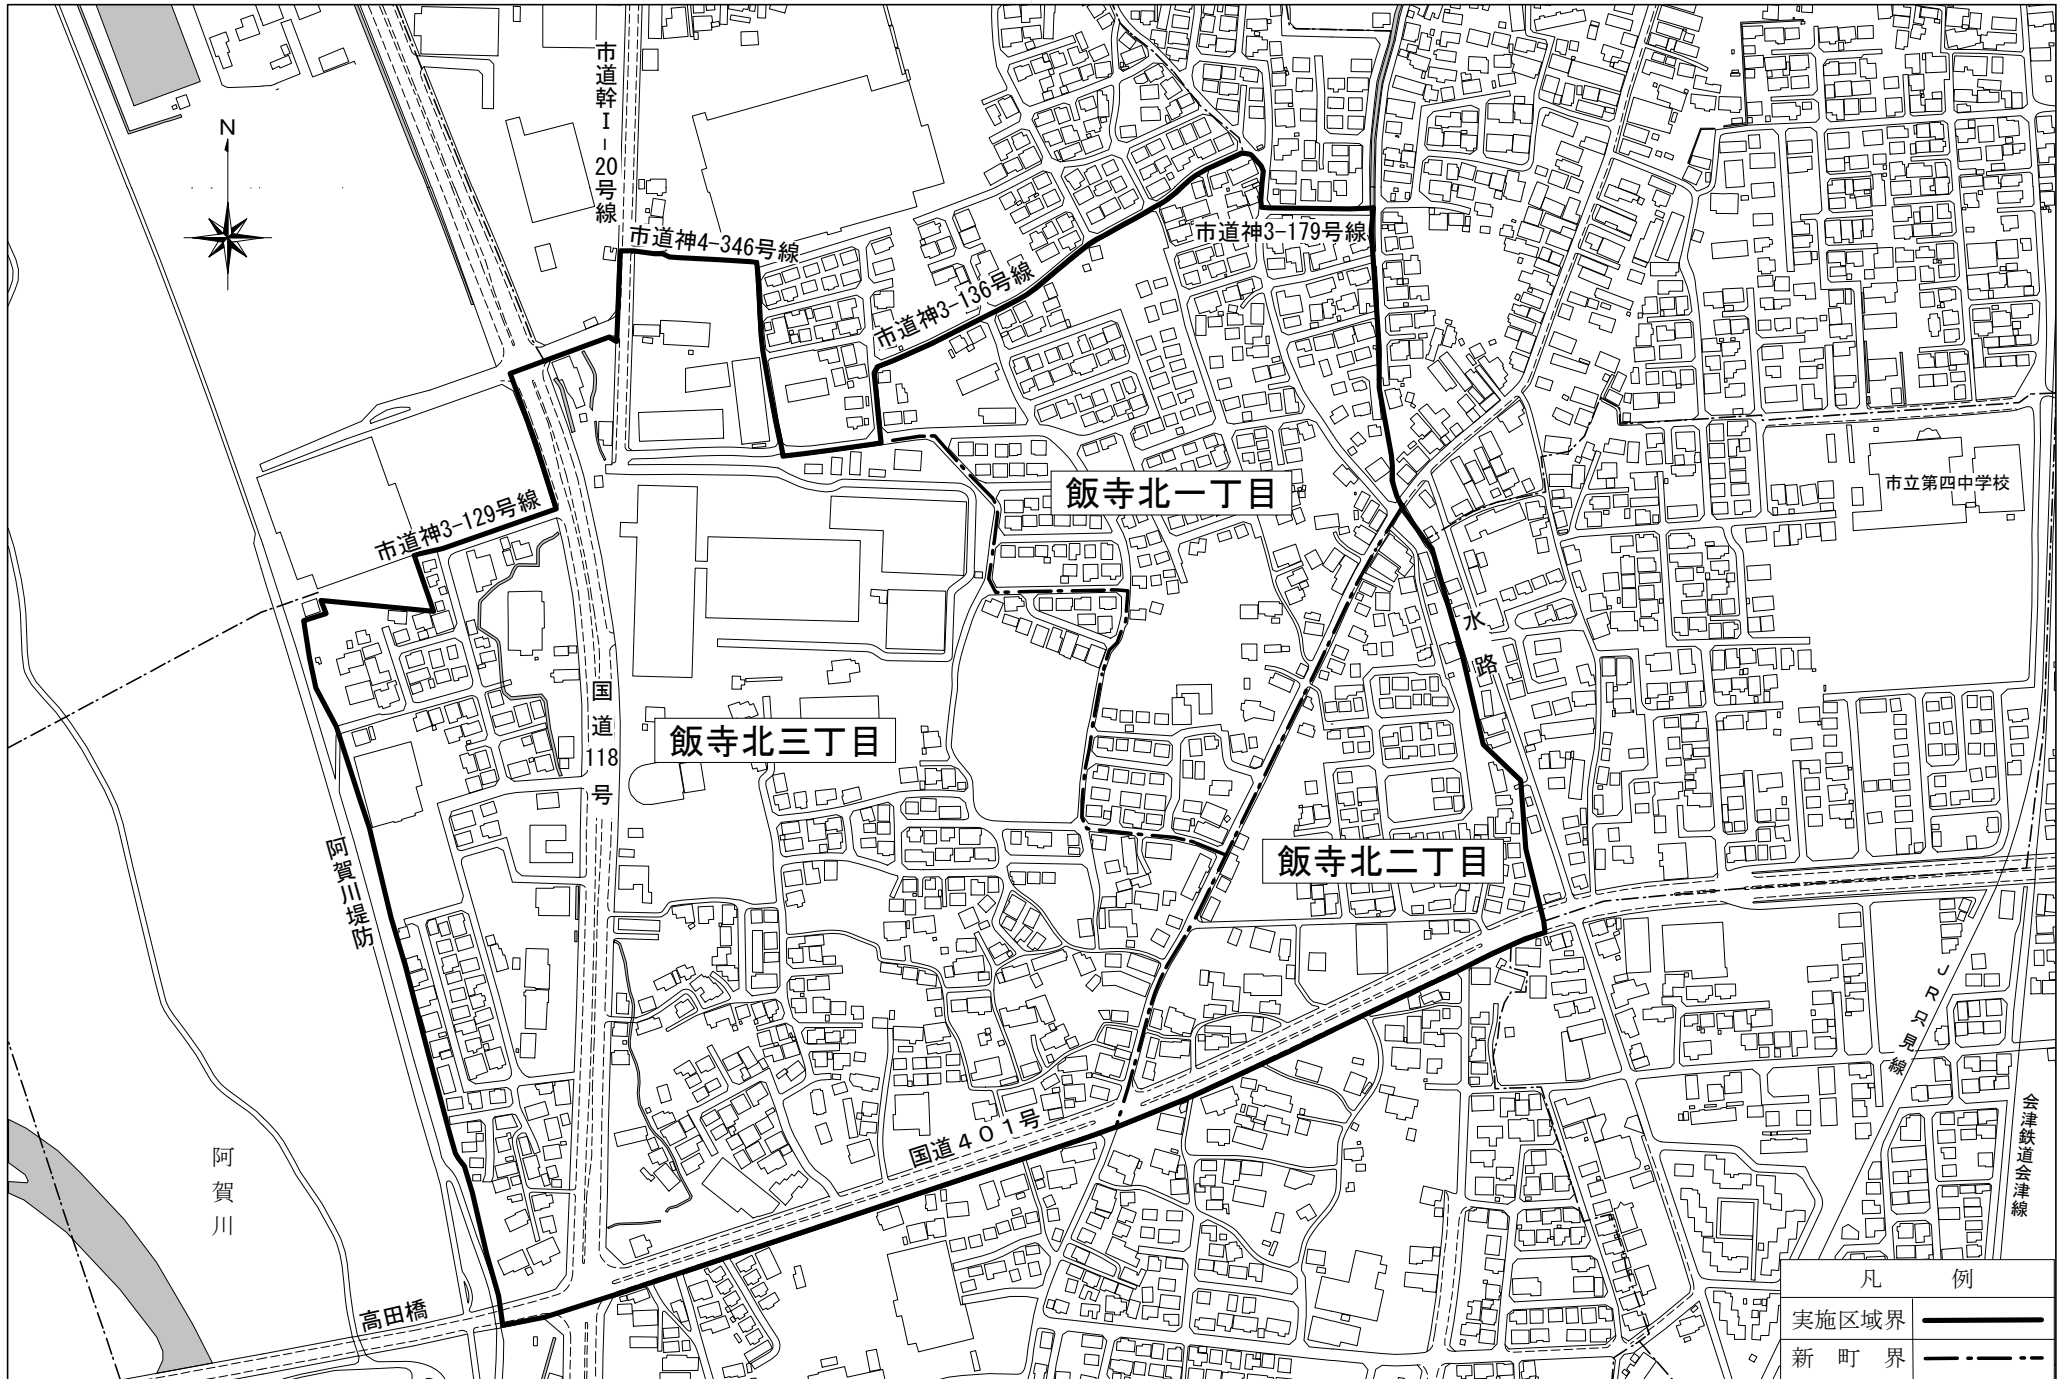 市道幹Ⅰ-20号線
N
市道神4-346号線
市道神3-179号線
市道神3-136号線
飯寺北一丁目
市立第四中学校
市道神3-129号線
水路
国道118号
飯寺北三丁目
飯寺北二丁目
阿賀川堤防
JR只見線
会津鉄道会津線
国道401号
阿賀川
高田橋
凡例
実施区域界
新町界